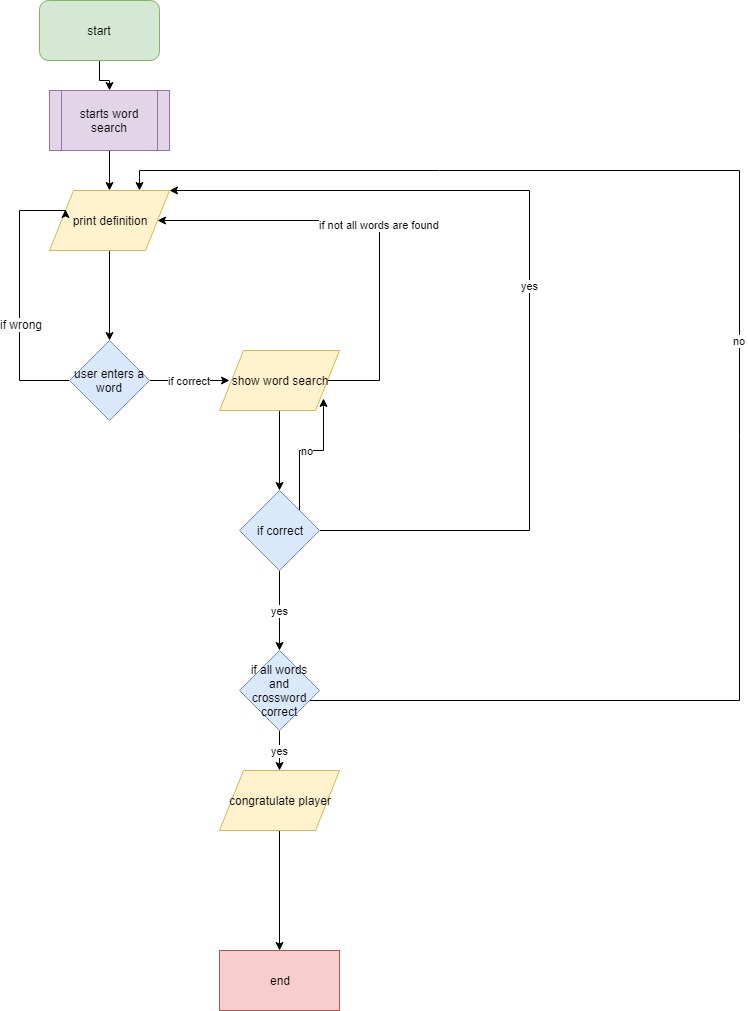 start
starts word
search
print definition
if not all words are found
yes
if wrong
no
user enters a
word
if correct
show word search
no
if correct
yes
if all words
and
crossword
correct
yes
congratulate player
end